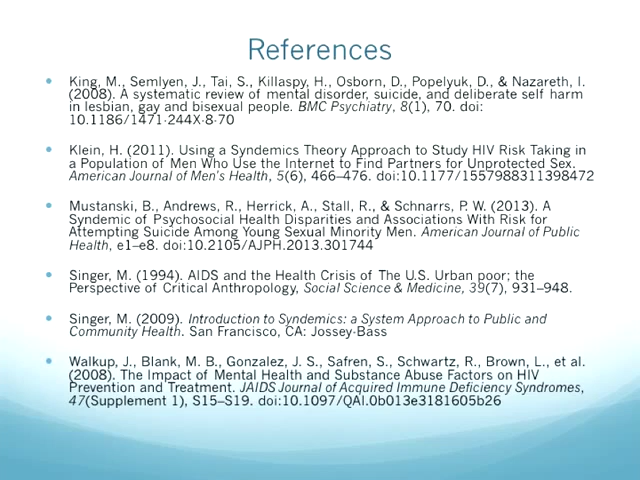 References
• King, M., Semlyen, J., Tai, S., Killaspy, H., Osborn, D., Popelyuk, D., & Nazareth, I.
(2008). A systematic review of mental disorder, suicide, and deliberate self harm
in lesbian, gay and bisexual people. BMC Psychiatry, 8(1), 70. doi:
10.1186/1471-244X-8-70
• Klein, H. (2011). Using a Syndemics Theory Approach to Study HIV Risk Taking in
a Population of Men Who Use the Internet to Find Partners for Unprotected Sex.
American Journal of Men's Health, 5(6), 466–476. doi:10.1177/1557988311398472
• Mustanski, B., Andrews, R., Herrick, A., Stall, R., & Schnarrs, P. W. (2013). A
Syndemic of Psychosocial Health Disparities and Associations With Risk for
Attempting Suicide Among Young Sexual Minority Men. American Journal of Public
Health, e1–e8. doi:10.2105/AJPH.2013.301744
• Singer, M. (1994). AIDS and the Health Crisis of The U.S. Urban poor; the
Perspective of Critical Anthropology, Social Science & Medicine, 39(7), 931–948.
• Singer, M. (2009). Introduction to Syndemics: a System Approach to Public and
Community Health. San Francisco, CA: Jossey-Bass
• Walkup, J., Blank, M. B., Gonzalez, J. S., Safren, S., Schwartz, R., Brown, L., et al.
(2008). The Impact of Mental Health and Substance Abuse Factors on HIV
Prevention and Treatment. JAIDS Journal of Acquired Immune Deficiency Syndromes,
47(Supplement 1), S15–S19. doi:10.1097/QAI.0b013e3181605b26